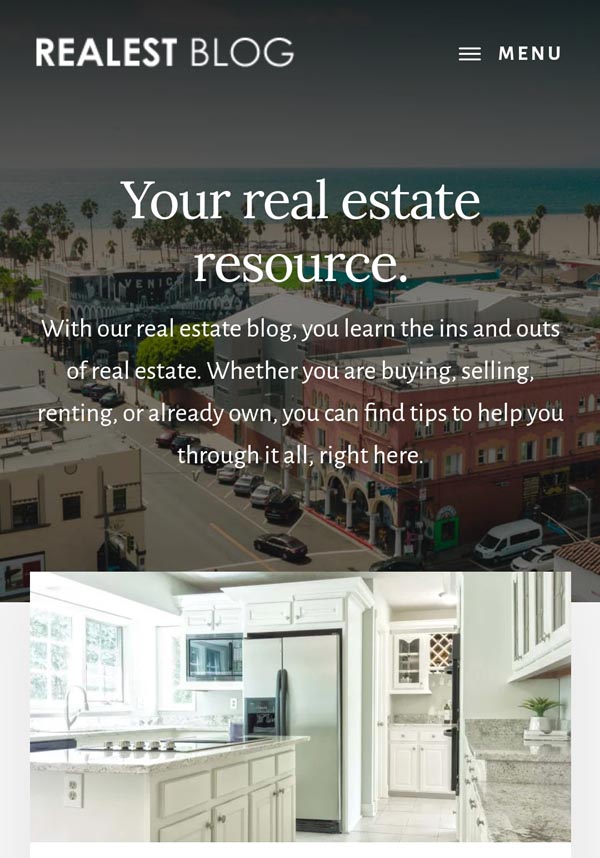 REALEST BLOG
MENU
Your real estate
resource.
VENIC
With our real estate blog, you learn the ins and outs
of real estate. Whether you are buying, selling,
renting, or already own, you can find tips to help you
through it all, right here.